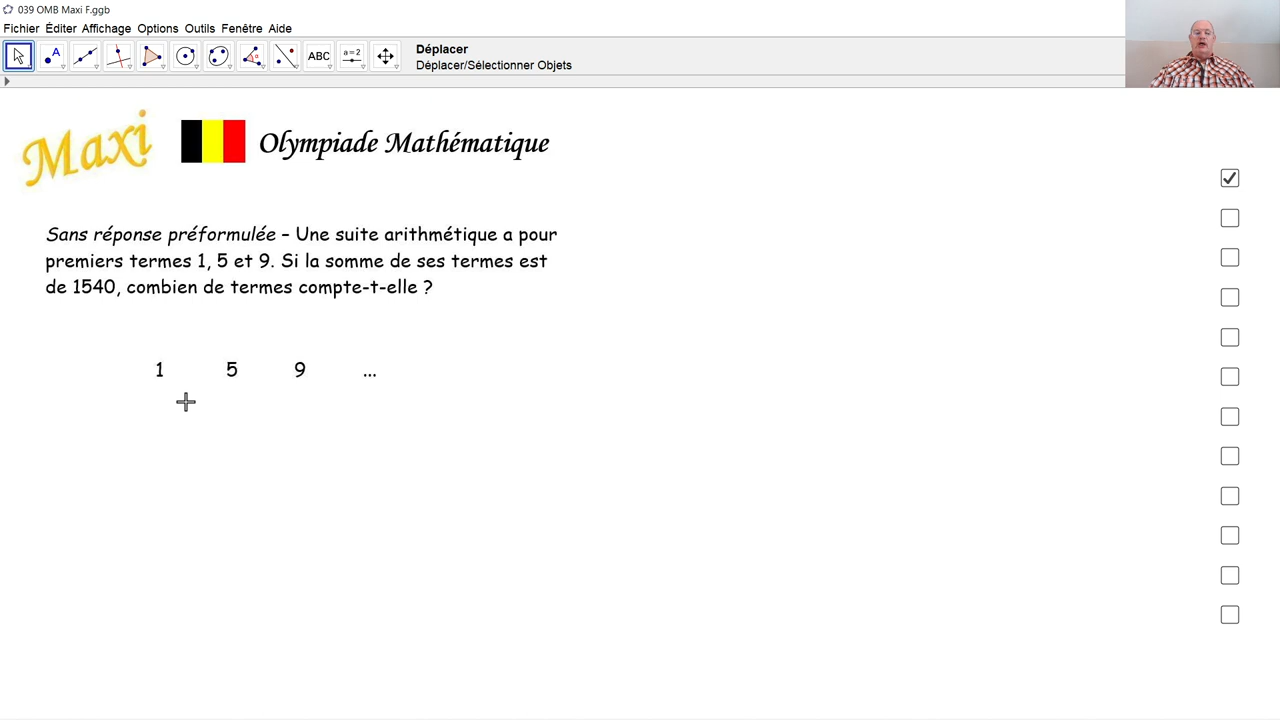 039 OMB Maxi F.ggb
Fichier Éditer Affichage Options Outils Fenêtre Aide
A
ABC
a=2
Déplacer
Déplacer/Sélectionner Objets
Maxi
Olympiade Mathématique
Sans réponse préformulée – Une suite arithmétique a pour
premiers termes 1, 5 et 9. Si la somme de ses termes est
de 1540, combien de termes compte-t-elle ?
1 5 9 ...